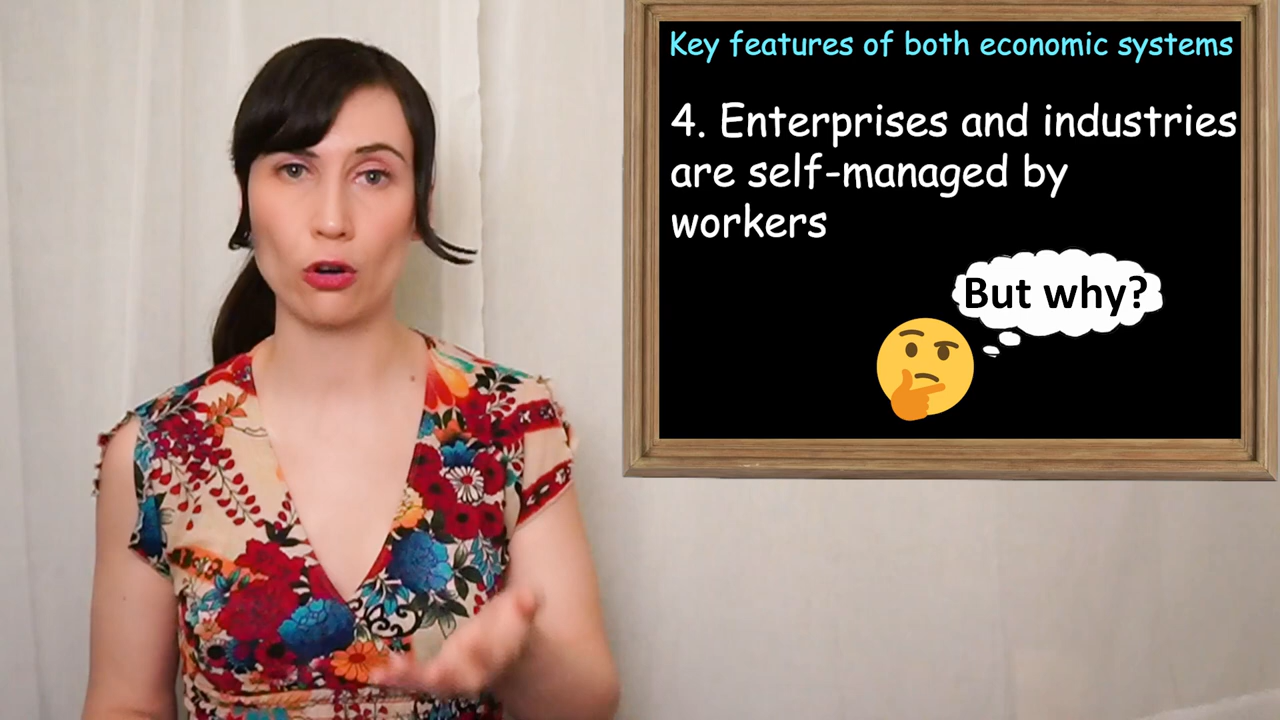 Key features of both economic systems
4. Enterprises and industries
are self-managed by
workers
But why?